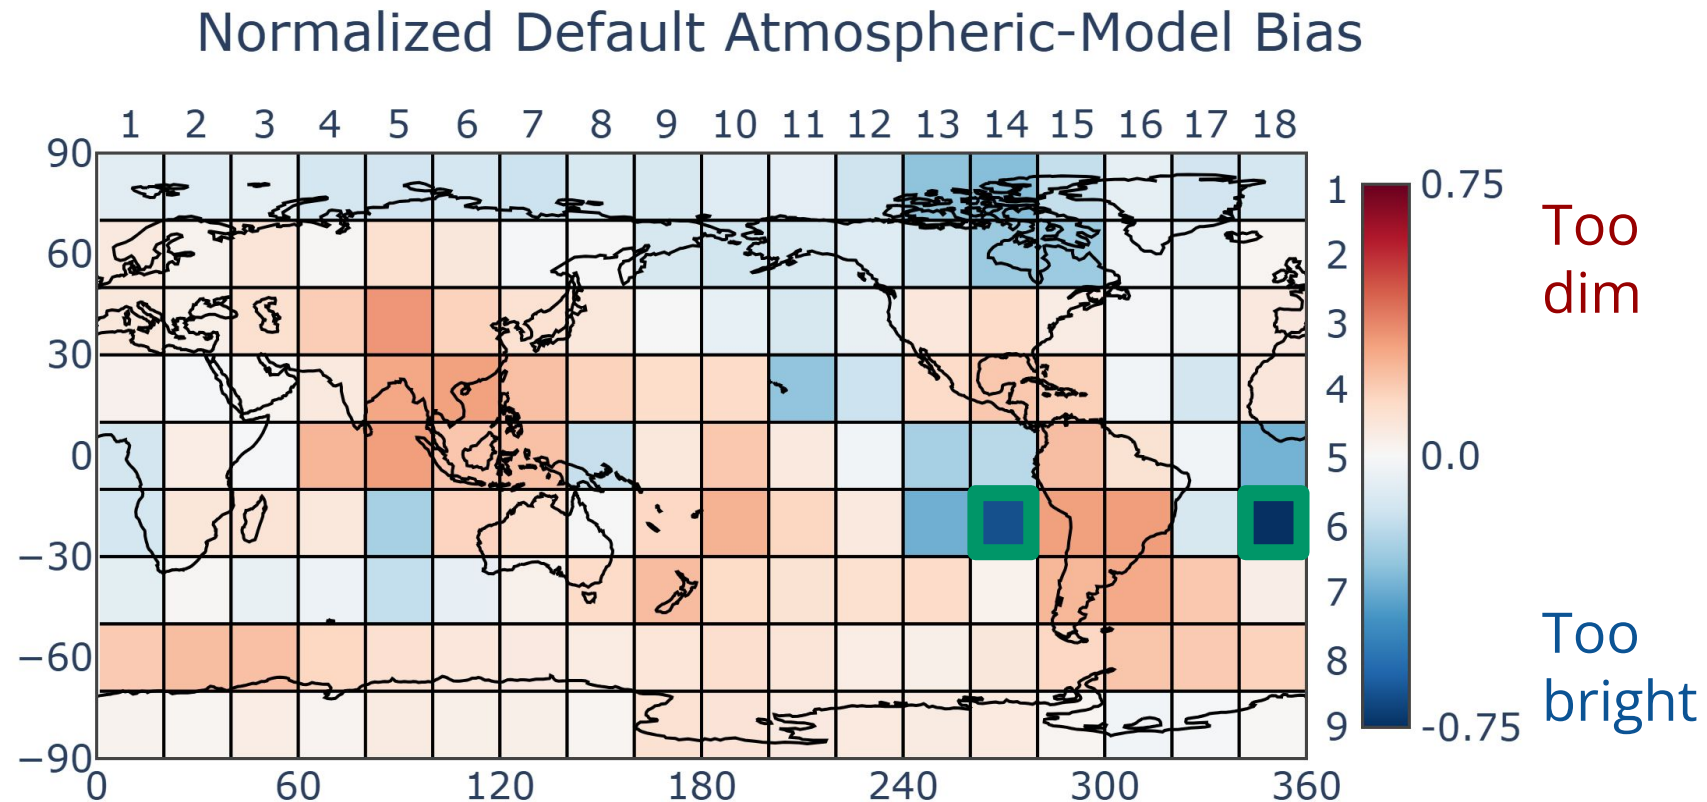 Normalized Default Atmospheric-Model Bias
1 2 3 4 5 6 7 8 9 10 11 12 13 14 15 16 17 18
90
60
30
0
−30
−60
−90
0 60 120 180 240 300 360
1
2
3
4
5
6
7
8
9
0.75
0.0
-0.75
Too
dim
Too
bright